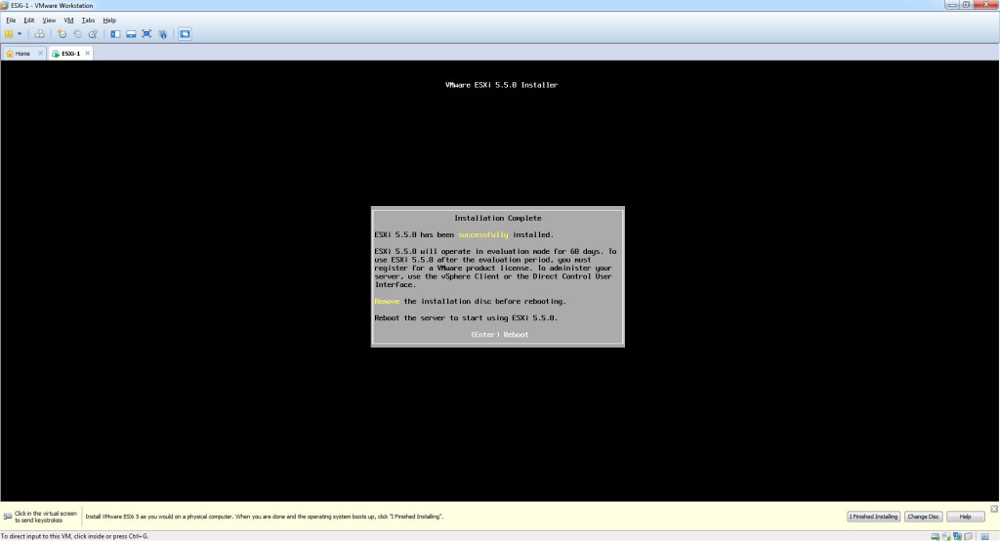 ESXi-1 - VMware Workstation
File Edit View VM Tabs Help
Home ESXi-1
VMware ESXi 5.5.0 Installer
Installation Complete
ESXi 5.5.0 has been successfully installed.
ESXi 5.5.0 will operate in evaluation mode for 60 days. To
use ESXi 5.5.0 after the evaluation period, you must
register for a VMware product license. To administer your
server, use the vSphere Client or the Direct Control User
Interface.
Remove the installation disc before rebooting.
Reboot the server to start using ESXi 5.5.0.
(Enter) Reboot
Click in the virtual screen
to send keystrokes
Install VMware ESXi 5 as you would on a physical computer. When you are done and the operating system boots up, click "I Finished Installing".
I Finished Installing Change Disc Help
To direct input to this VM, click inside or press Ctrl+G.